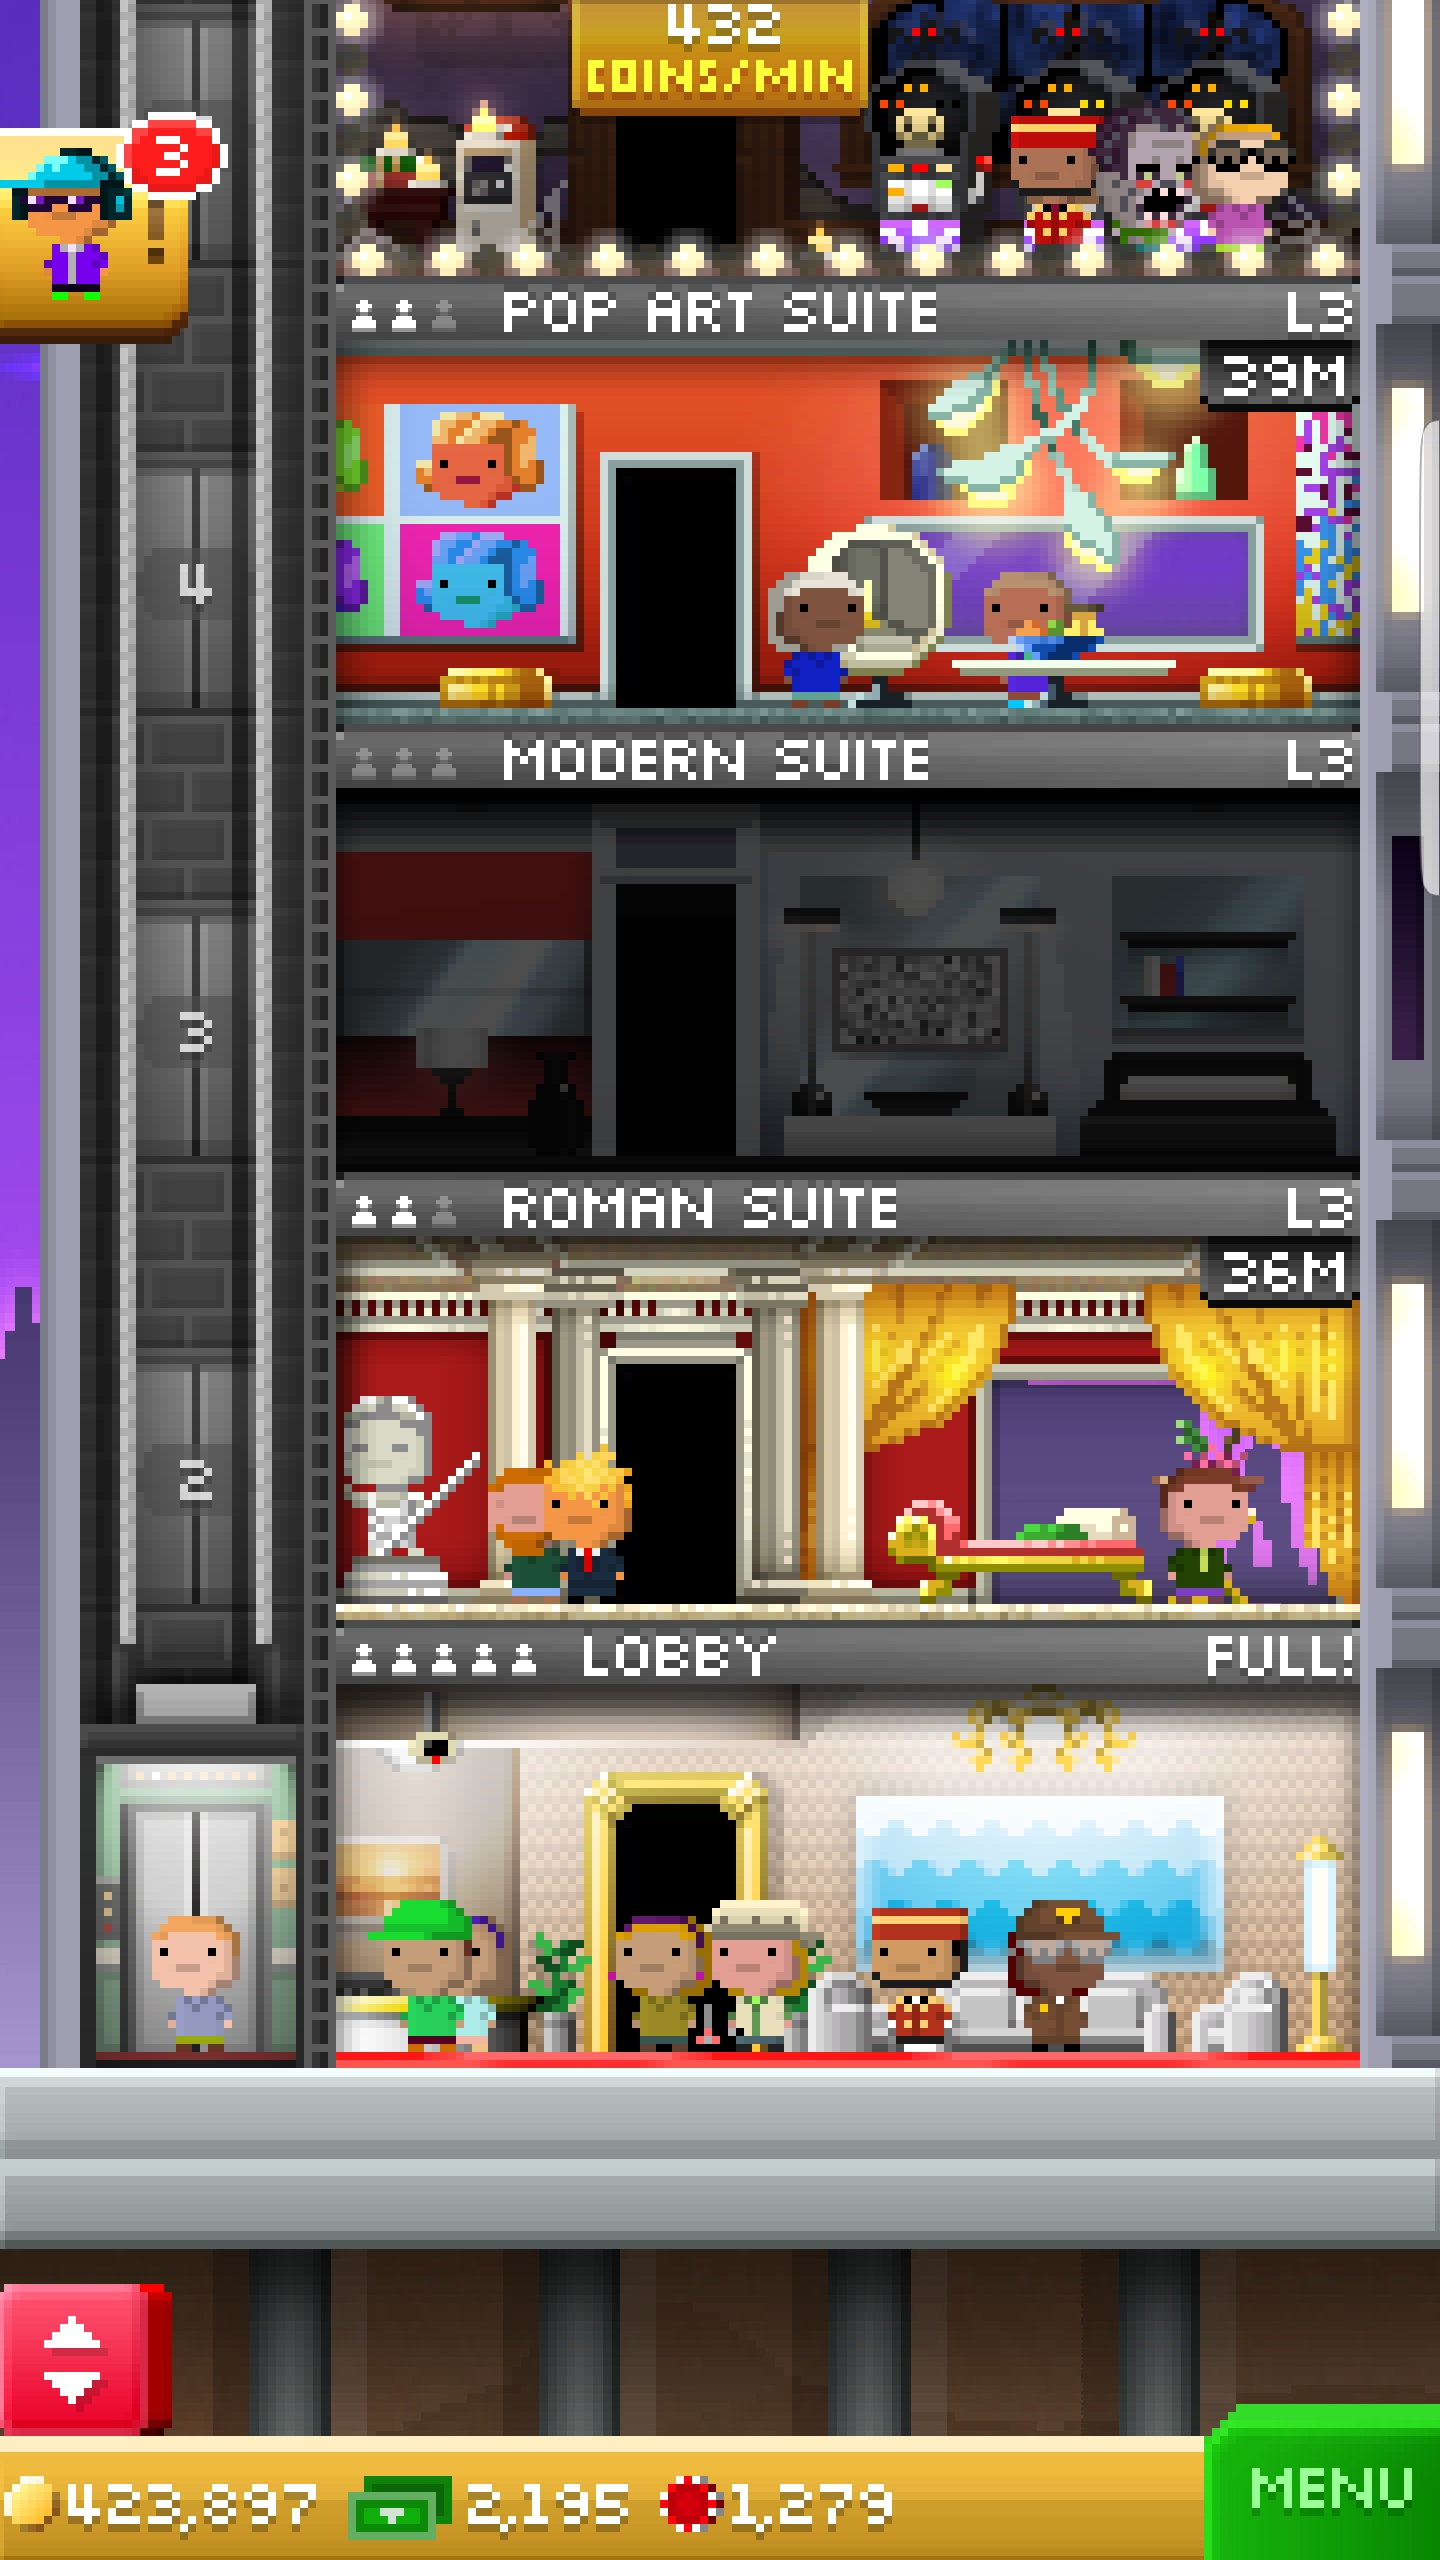 432
COINS/MIN
3
POP ART SUITE L3
39M
4
MODERN SUITE L3
3
ROMAN SUITE L3
36M
2
LOBBY FULL!
423,897 2,195 1,279
MENU